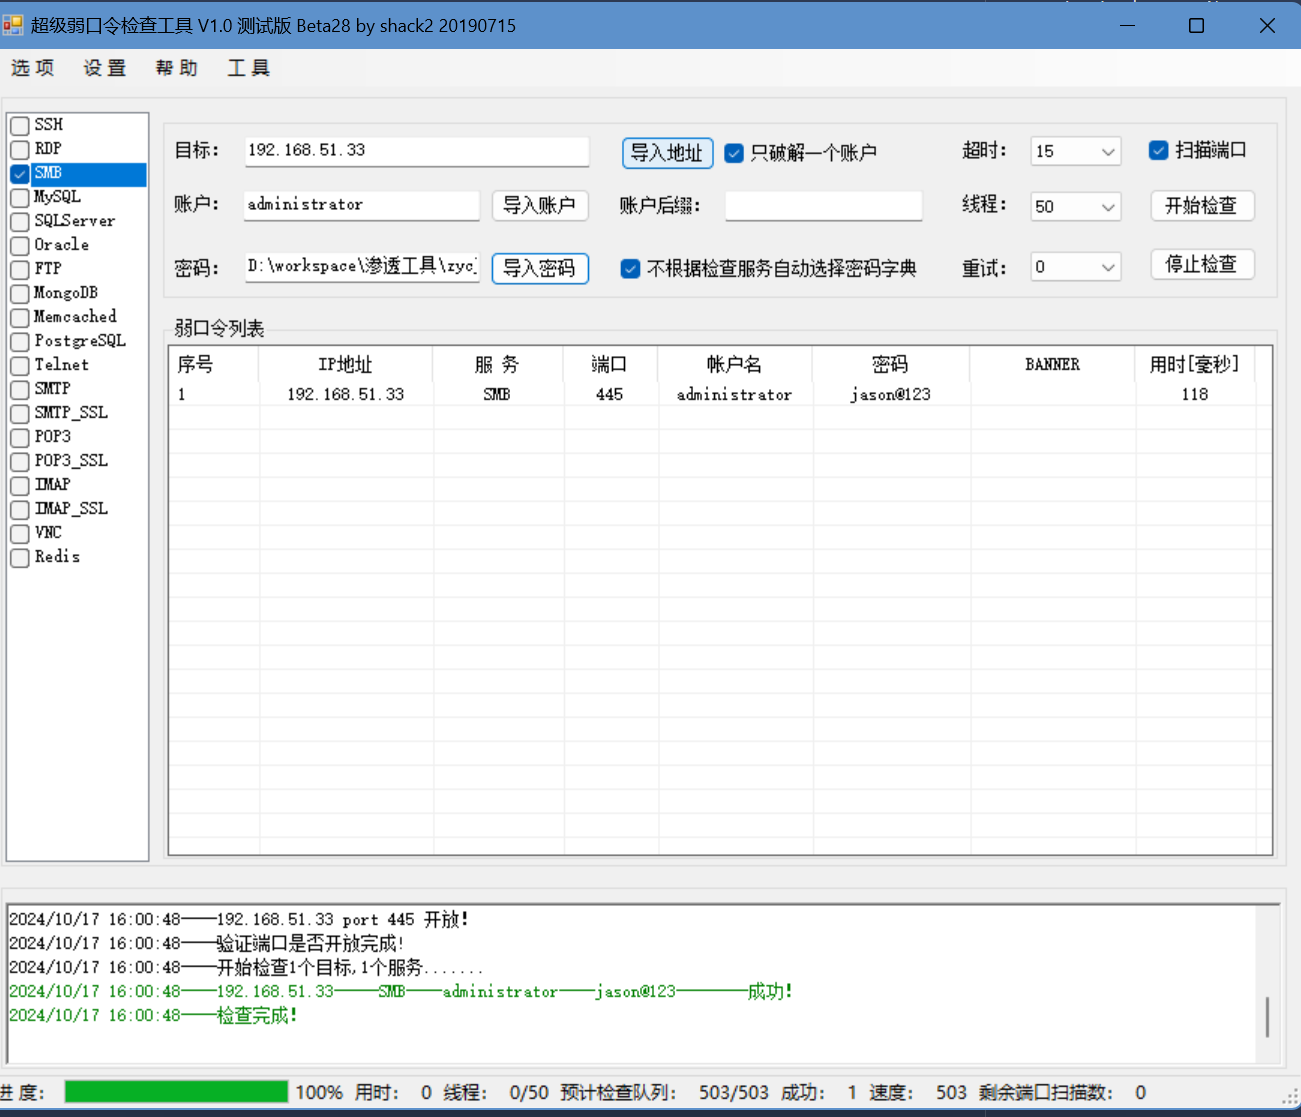 超级弱口令检查工具 V1.0 测试版 Beta28 by shack2 20190715
选 项 设 置 帮 助 工 具
SSH
RDP
SMB
MySQL
SQLServer
Oracle
FTP
MongoDB
Memcached
PostgreSQL
Telnet
SMTP
SMTP_SSL
POP3
POP3_SSL
IMAP
IMAP_SSL
VNC
Redis
目标： 192.168.51.33 导入地址 只破解一个账户 超时： 15 扫描端口
账户： administrator 导入账户 账户后缀： 线程： 50 开始检查
密码： D:\workspace\渗透工具\zyc 导入密码 不根据检查服务自动选择密码字典 重试： 0 停止检查
弱口令列表
序号 IP地址 服 务 端口 帐户名 密码 BANNER 用时[毫秒]
1 192.168.51.33 SMB 445 administrator jason@123 118
2024/10/17 16:00:48——192.168.51.33 port 445 开放!
2024/10/17 16:00:48——验证端口是否开放完成!
2024/10/17 16:00:48——开始检查1个目标,1个服务.......
2024/10/17 16:00:48——192.168.51.33——SMB——administrator——jason@123————成功!
2024/10/17 16:00:48——检查完成!
进 度： 100% 用时： 0 线程： 0/50 预计检查队列： 503/503 成功： 1 速度： 503 剩余端口扫描数： 0